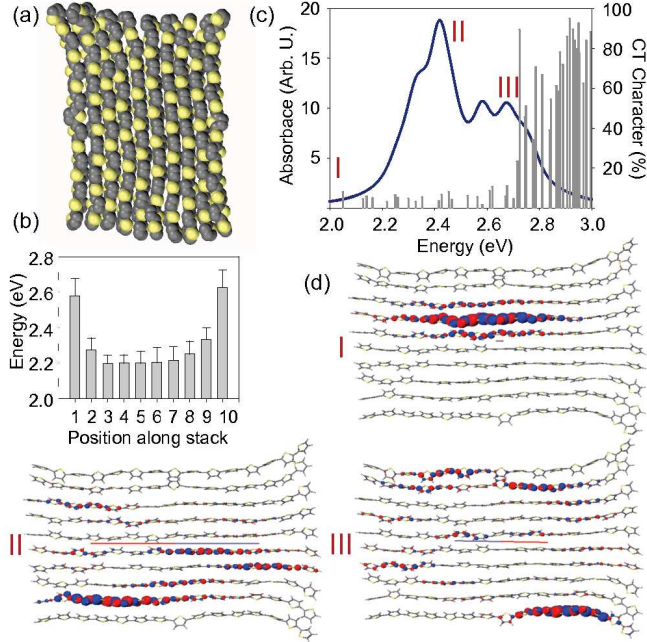 (a)
(c)
20
15
10
5
Absorbace (Arb. U.)
I
II
III
100
80
60
40
20
CT Character (%)
2.0 2.2 2.4 2.6 2.8 3.0
Energy (eV)
(b)
2.8
2.6
2.4
2.2
2.0
Energy (eV)
1 2 3 4 5 6 7 8 9 10
Position along stack
(d)
I
II
III